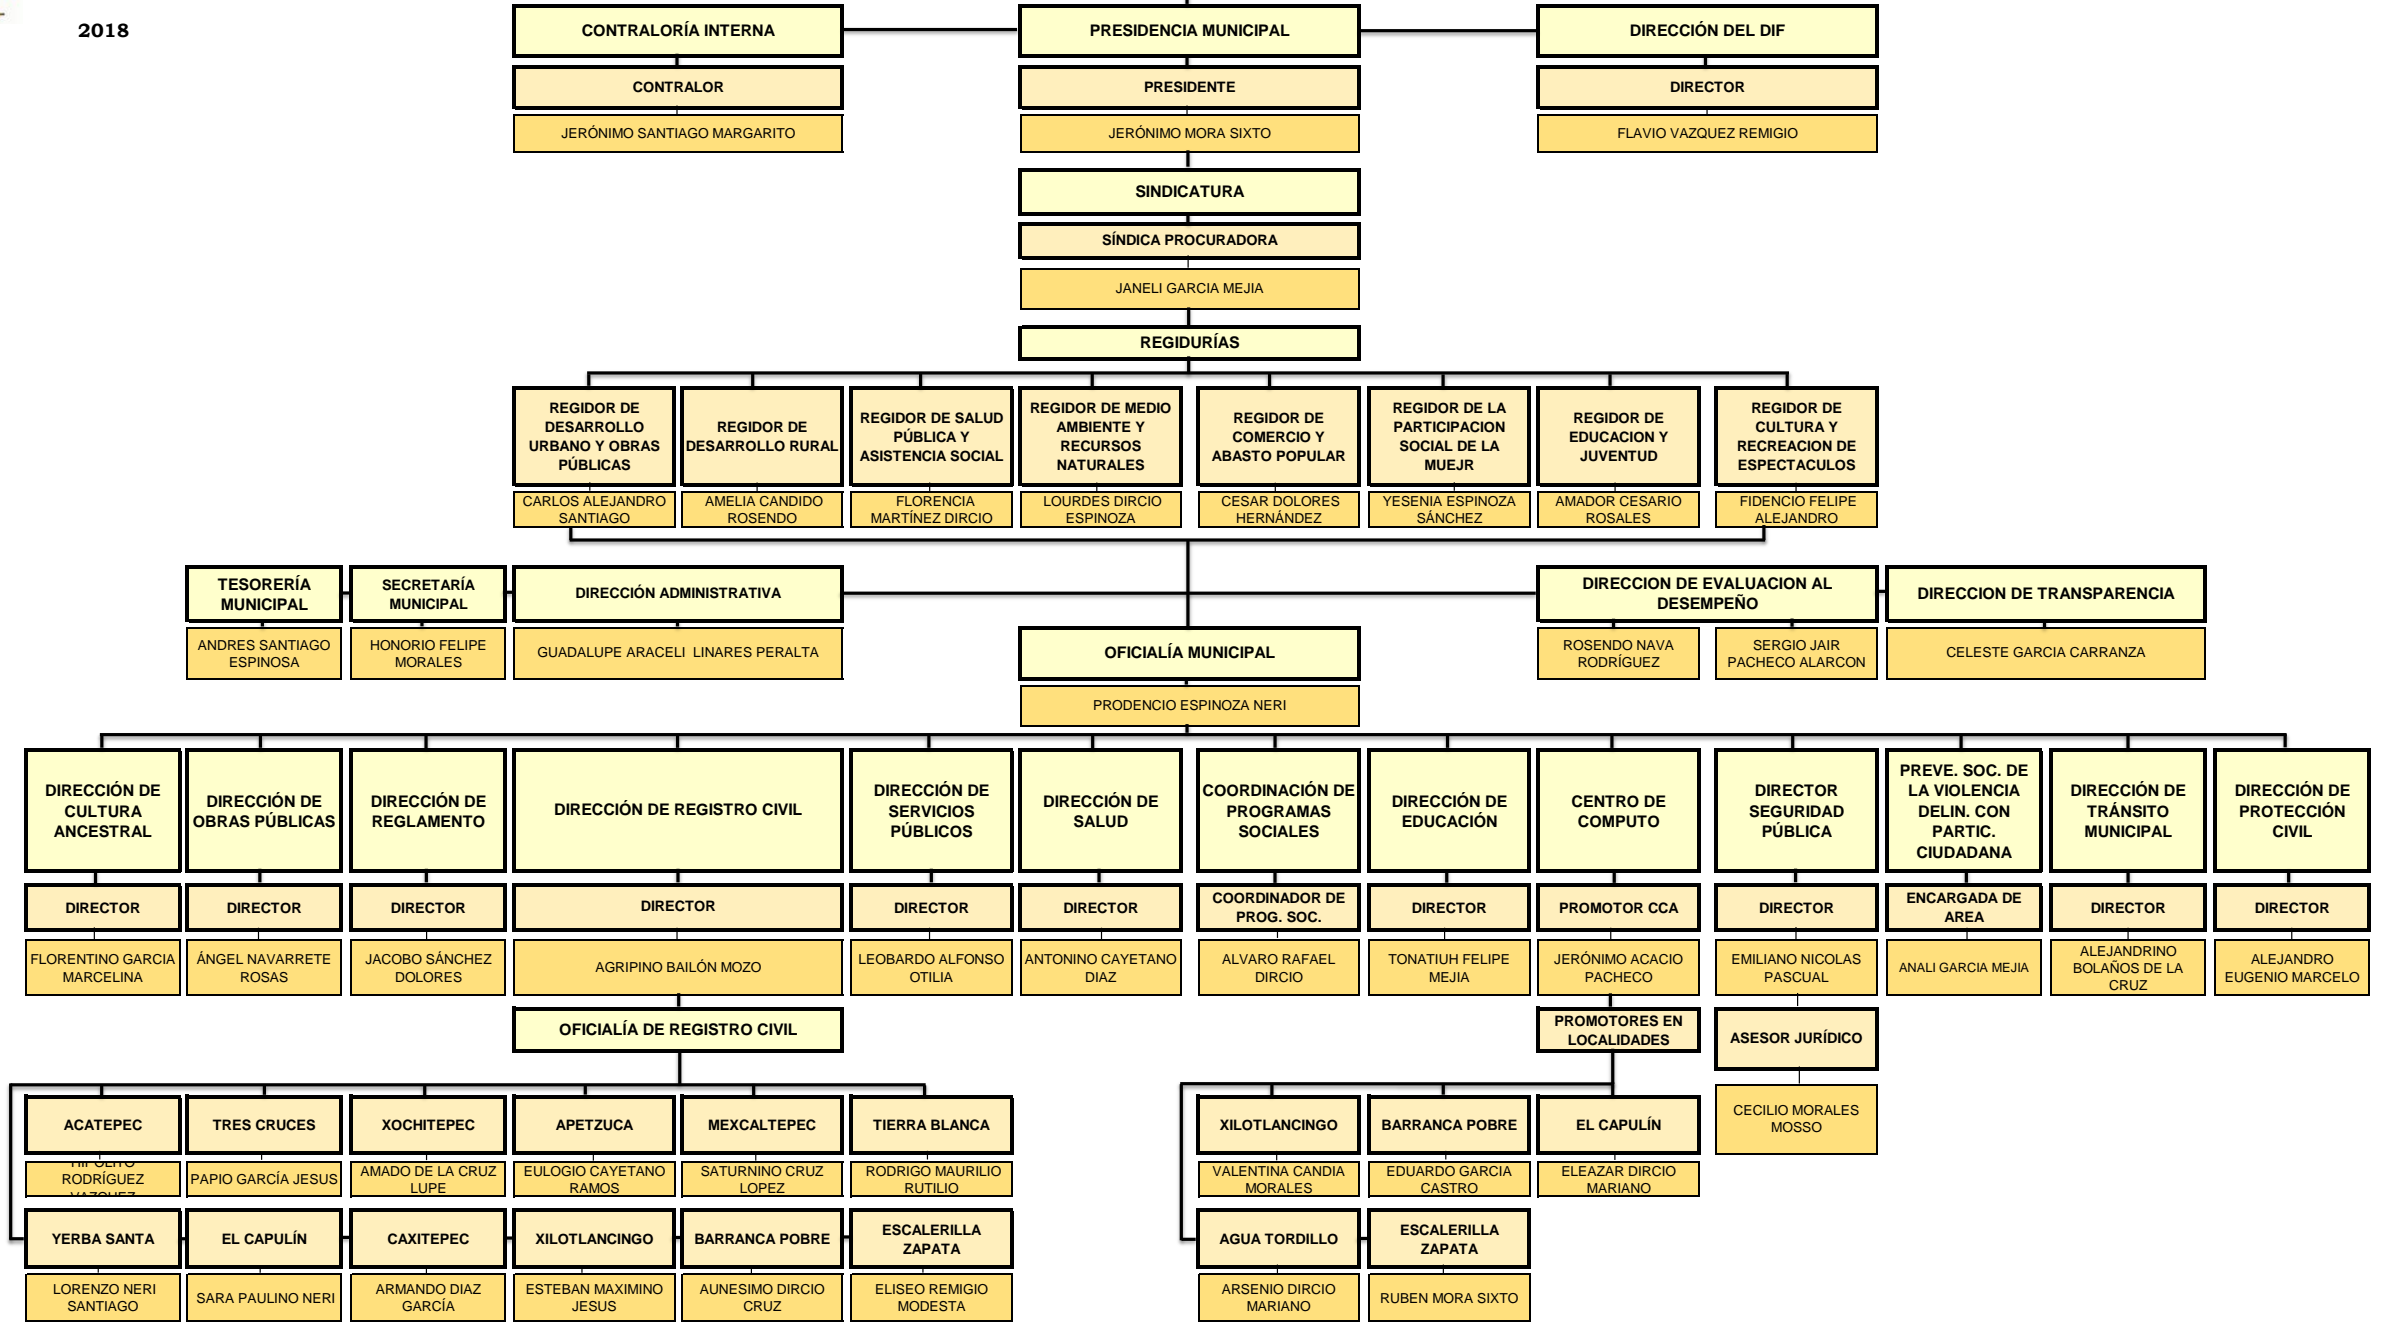 2018
CONTRALORÍA INTERNA
PRESIDENCIA MUNICIPAL
DIRECCIÓN DEL DIF
CONTRALOR
PRESIDENTE
DIRECTOR
JERÓNIMO SANTIAGO MARGARITO
JERÓNIMO MORA SIXTO
FLAVIO VAZQUEZ REMIGIO
SINDICATURA
SÍNDICA PROCURADORA
JANELI GARCIA MEJIA
REGIDURÍAS
REGIDOR DE
DESARROLLO
URBANO Y OBRAS
PÚBLICAS
REGIDOR DE
DESARROLLO RURAL
REGIDOR DE SALUD
PÚBLICA Y
ASISTENCIA SOCIAL
REGIDOR DE MEDIO
AMBIENTE Y
RECURSOS
NATURALES
REGIDOR DE
COMERCIO Y
ABASTO POPULAR
REGIDOR DE LA
PARTICIPACION
SOCIAL DE LA
MUEJR
REGIDOR DE
EDUCACION Y
JUVENTUD
REGIDOR DE
CULTURA Y
RECREACION DE
ESPECTACULOS
CARLOS ALEJANDRO
SANTIAGO
AMELIA CANDIDO
ROSENDO
FLORENCIA
MARTÍNEZ DIRCIO
LOURDES DIRCIO
ESPINOZA
CESAR DOLORES
HERNÁNDEZ
YESENIA ESPINOZA
SÁNCHEZ
AMADOR CESARIO
ROSALES
FIDENCIO FELIPE
ALEJANDRO
TESORERÍA
MUNICIPAL
SECRETARÍA
MUNICIPAL
DIRECCIÓN ADMINISTRATIVA
DIRECCION DE EVALUACION AL
DESEMPEÑO
DIRECCION DE TRANSPARENCIA
ANDRES SANTIAGO
ESPINOSA
HONORIO FELIPE
MORALES
GUADALUPE ARACELI LINARES PERALTA
OFICIALÍA MUNICIPAL
ROSENDO NAVA
RODRÍGUEZ
SERGIO JAIR
PACHECO ALARCON
CELESTE GARCIA CARRANZA
PRODENCIO ESPINOZA NERI
DIRECCIÓN DE
CULTURA
ANCESTRAL
DIRECCIÓN DE
OBRAS PÚBLICAS
DIRECCIÓN DE
REGLAMENTO
DIRECCIÓN DE REGISTRO CIVIL
DIRECCIÓN DE
SERVICIOS
PÚBLICOS
DIRECCIÓN DE
SALUD
COORDINACIÓN DE
PROGRAMAS
SOCIALES
DIRECCIÓN DE
EDUCACIÓN
CENTRO DE
COMPUTO
DIRECTOR
SEGURIDAD
PÚBLICA
PREVE. SOC. DE
LA VIOLENCIA
DELIN. CON
PARTIC.
CIUDADANA
DIRECCIÓN DE
TRÁNSITO
MUNICIPAL
DIRECCIÓN DE
PROTECCIÓN
CIVIL
DIRECTOR
DIRECTOR
DIRECTOR
DIRECTOR
DIRECTOR
DIRECTOR
COORDINADOR DE
PROG. SOC.
DIRECTOR
PROMOTOR CCA
DIRECTOR
ENCARGADA DE
AREA
DIRECTOR
DIRECTOR
FLORENTINO GARCIA
MARCELINA
ÁNGEL NAVARRETE
ROSAS
JACOBO SÁNCHEZ
DOLORES
AGRIPINO BAILÓN MOZO
LEOBARDO ALFONSO
OTILIA
ANTONINO CAYETANO
DIAZ
ALVARO RAFAEL
DIRCIO
TONATIUH FELIPE
MEJIA
JERÓNIMO ACACIO
PACHECO
EMILIANO NICOLAS
PASCUAL
ANALI GARCIA MEJIA
ALEJANDRINO
BOLAÑOS DE LA
CRUZ
ALEJANDRO
EUGENIO MARCELO
OFICIALÍA DE REGISTRO CIVIL
PROMOTORES EN
LOCALIDADES
ASESOR JURÍDICO
CECILIO MORALES
MOSSO
ACATEPEC
TRES CRUCES
XOCHITEPEC
APETZUCA
MEXCALTEPEC
TIERRA BLANCA
XILOTLANCINGO
BARRANCA POBRE
EL CAPULÍN
RODRÍGUEZ
PAPIO GARCÍA JESUS
AMADO DE LA CRUZ
LUPE
EULOGIO CAYETANO
RAMOS
SATURNINO CRUZ
LOPEZ
RODRIGO MAURILIO
RUTILIO
VALENTINA CANDIA
MORALES
EDUARDO GARCIA
CASTRO
ELEAZAR DIRCIO
MARIANO
YERBA SANTA
EL CAPULÍN
CAXITEPEC
XILOTLANCINGO
BARRANCA POBRE
ESCALERILLA
ZAPATA
AGUA TORDILLO
ESCALERILLA
ZAPATA
LORENZO NERI
SANTIAGO
SARA PAULINO NERI
ARMANDO DIAZ
GARCÍA
ESTEBAN MAXIMINO
JESUS
AUNESIMO DIRCIO
CRUZ
ELISEO REMIGIO
MODESTA
ARSENIO DIRCIO
MARIANO
RUBEN MORA SIXTO